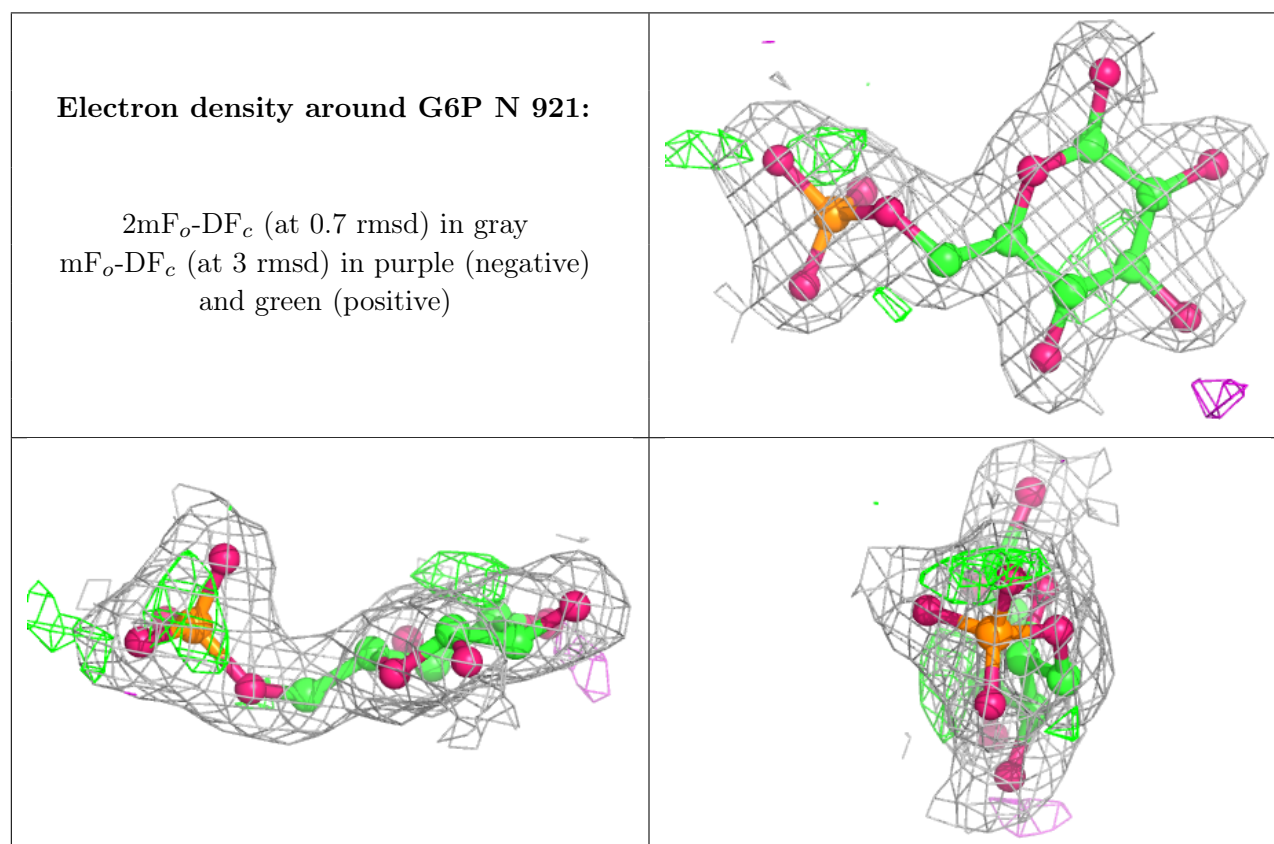 Electron density around G6P N 921:
2mFo-DFc (at 0.7 rmsd) in gray
mFo-DFc (at 3 rmsd) in purple (negative)
and green (positive)